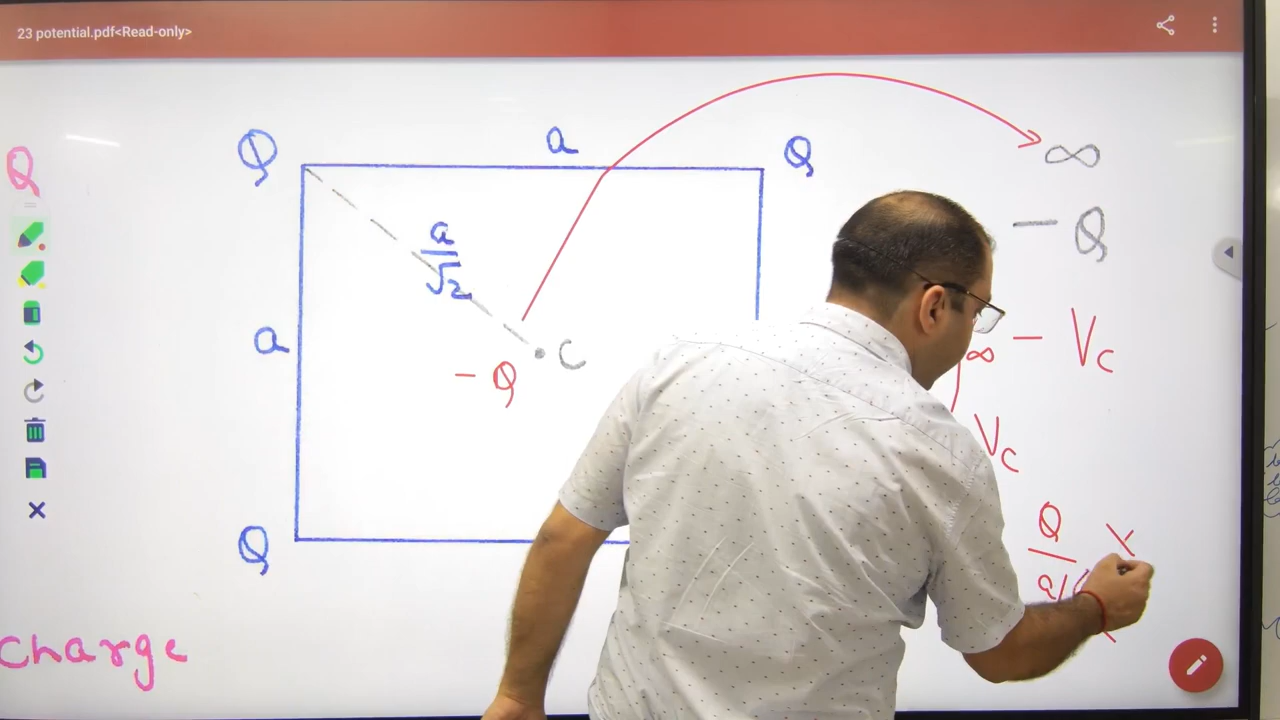 23 potential.pdf<Read-only>
Q
a
Q
∞
Q
a/√2
− Q
a
− Q
C
∞ − Vc
Vc
Q
Q/a/
Charge